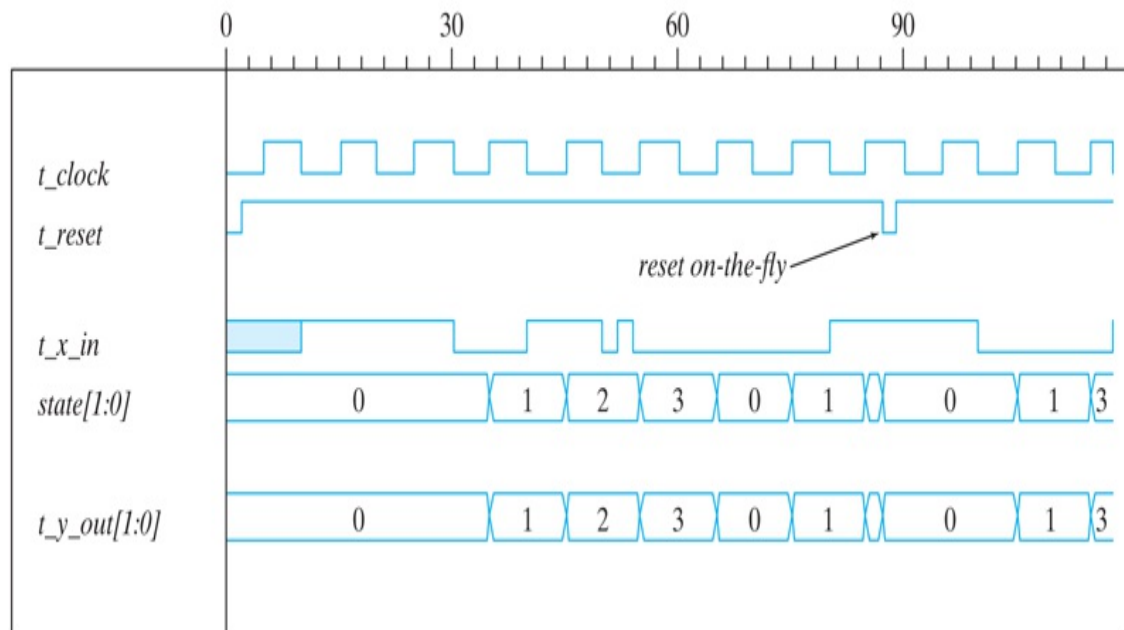 0 30 60 90
t_clock
t_reset
reset on-the-fly
t_x_in
state[1:0] 0 1 2 3 0 1 0 1 3
t_y_out[1:0] 0 1 2 3 0 1 0 1 3